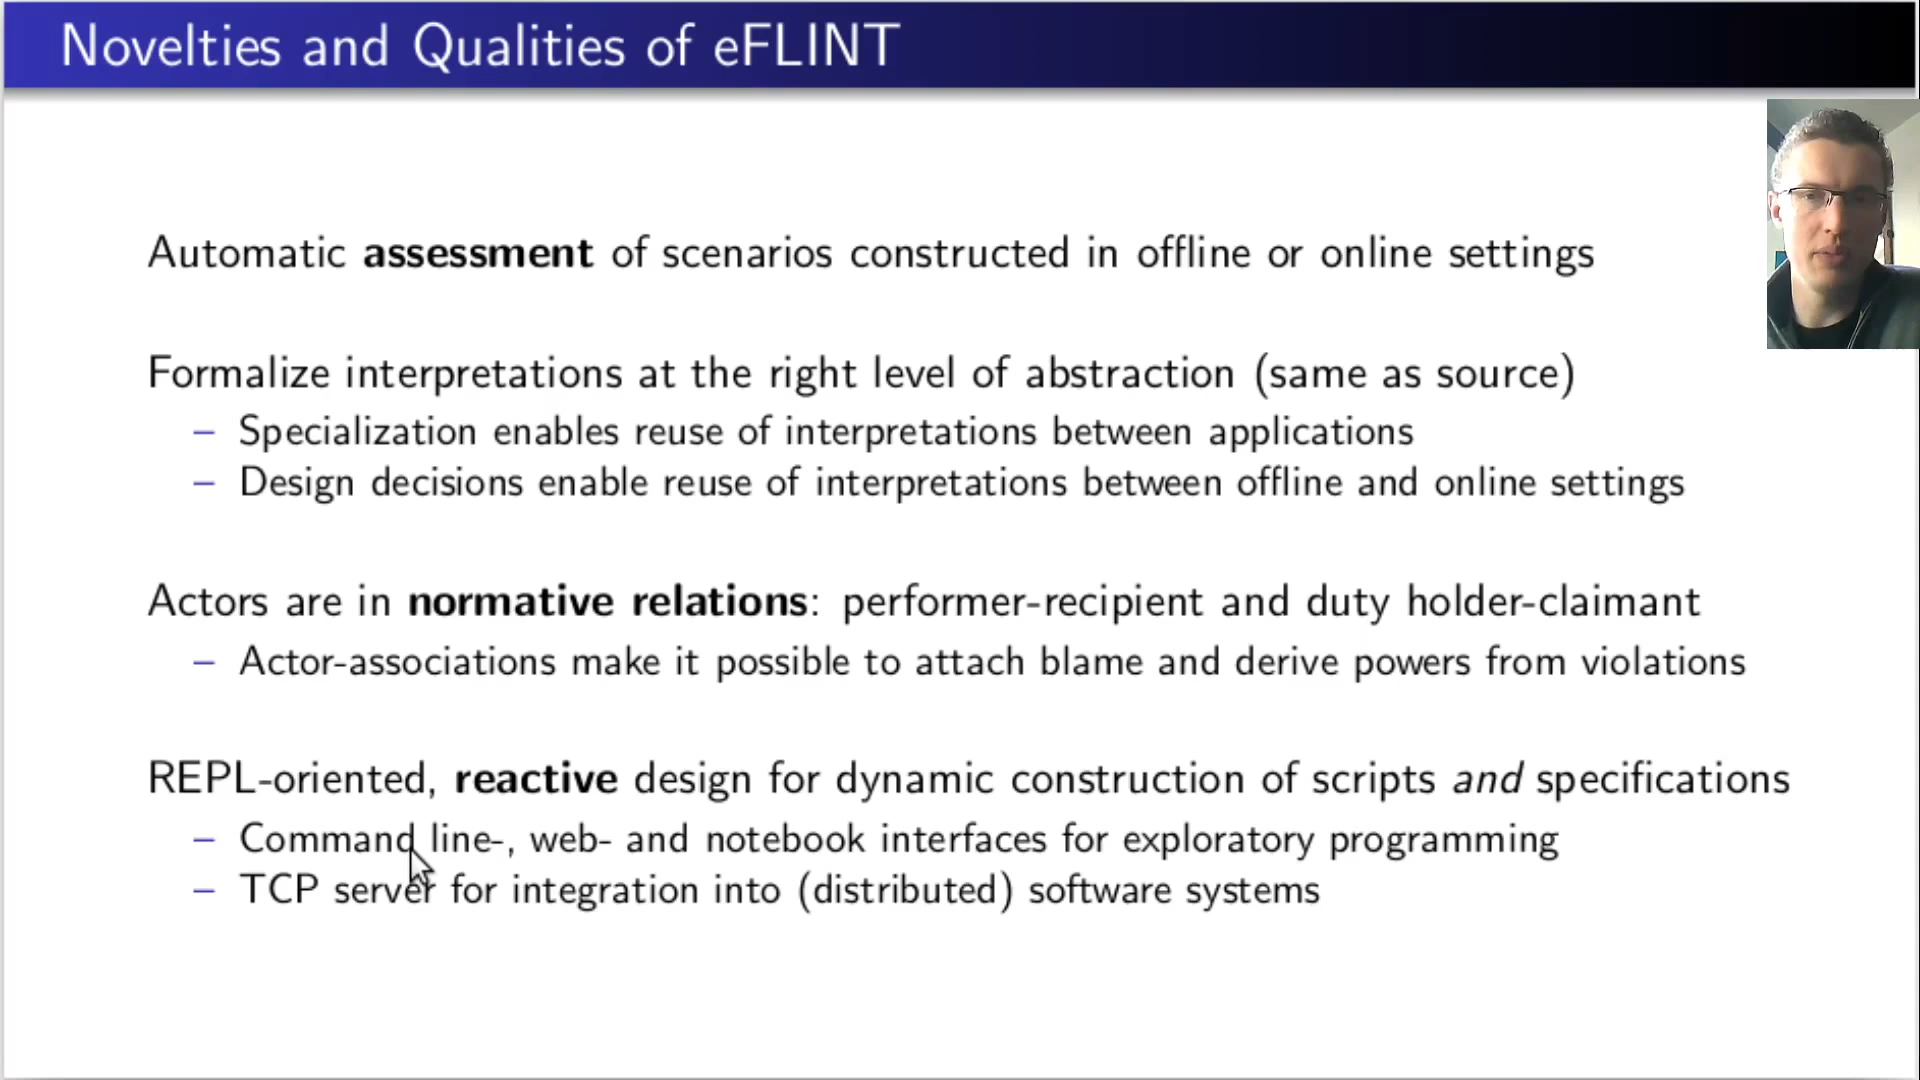 Novelties and Qualities of eFLINT
Automatic assessment of scenarios constructed in offline or online settings
Formalize interpretations at the right level of abstraction (same as source)
– Specialization enables reuse of interpretations between applications
– Design decisions enable reuse of interpretations between offline and online settings
Actors are in normative relations: performer-recipient and duty holder-claimant
– Actor-associations make it possible to attach blame and derive powers from violations
REPL-oriented, reactive design for dynamic construction of scripts and specifications
– Command line-, web- and notebook interfaces for exploratory programming
– TCP server for integration into (distributed) software systems